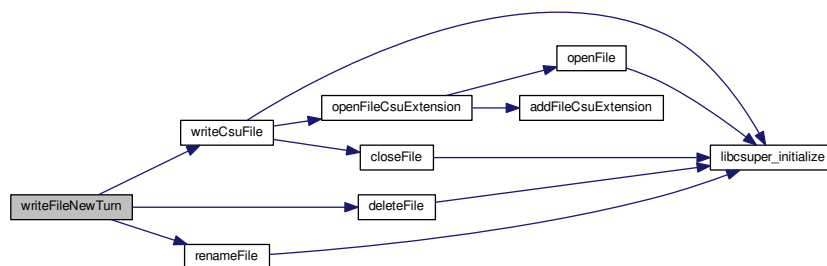 openFile
openFileCsuExtension
addFileCsuExtension
writeCsuFile
closeFile
libcsuper_initialize
writeFileNewTurn
deleteFile
renameFile